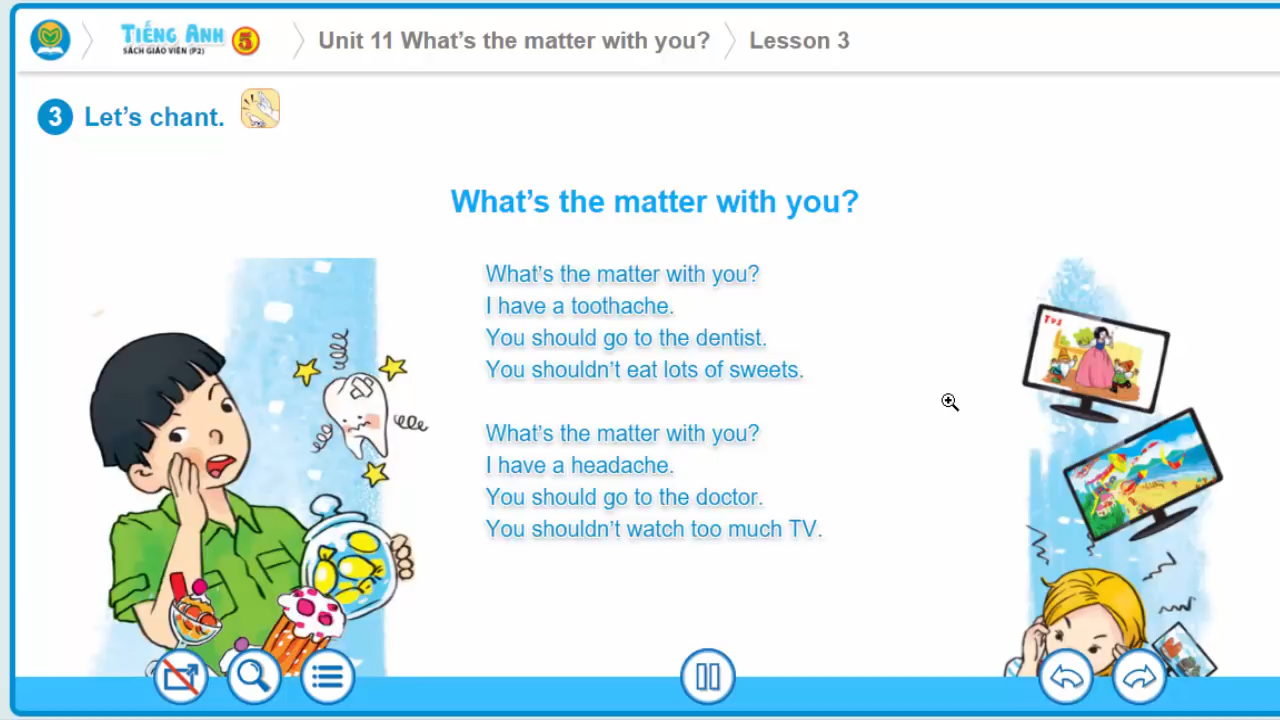 TIẾNG ANH 5
SÁCH GIÁO VIÊN (P2)
Unit 11 What's the matter with you?
Lesson 3
3 Let's chant.
What's the matter with you?
What's the matter with you?
I have a toothache.
You should go to the dentist.
You shouldn't eat lots of sweets.
What's the matter with you?
I have a headache.
You should go to the doctor.
You shouldn't watch too much TV.